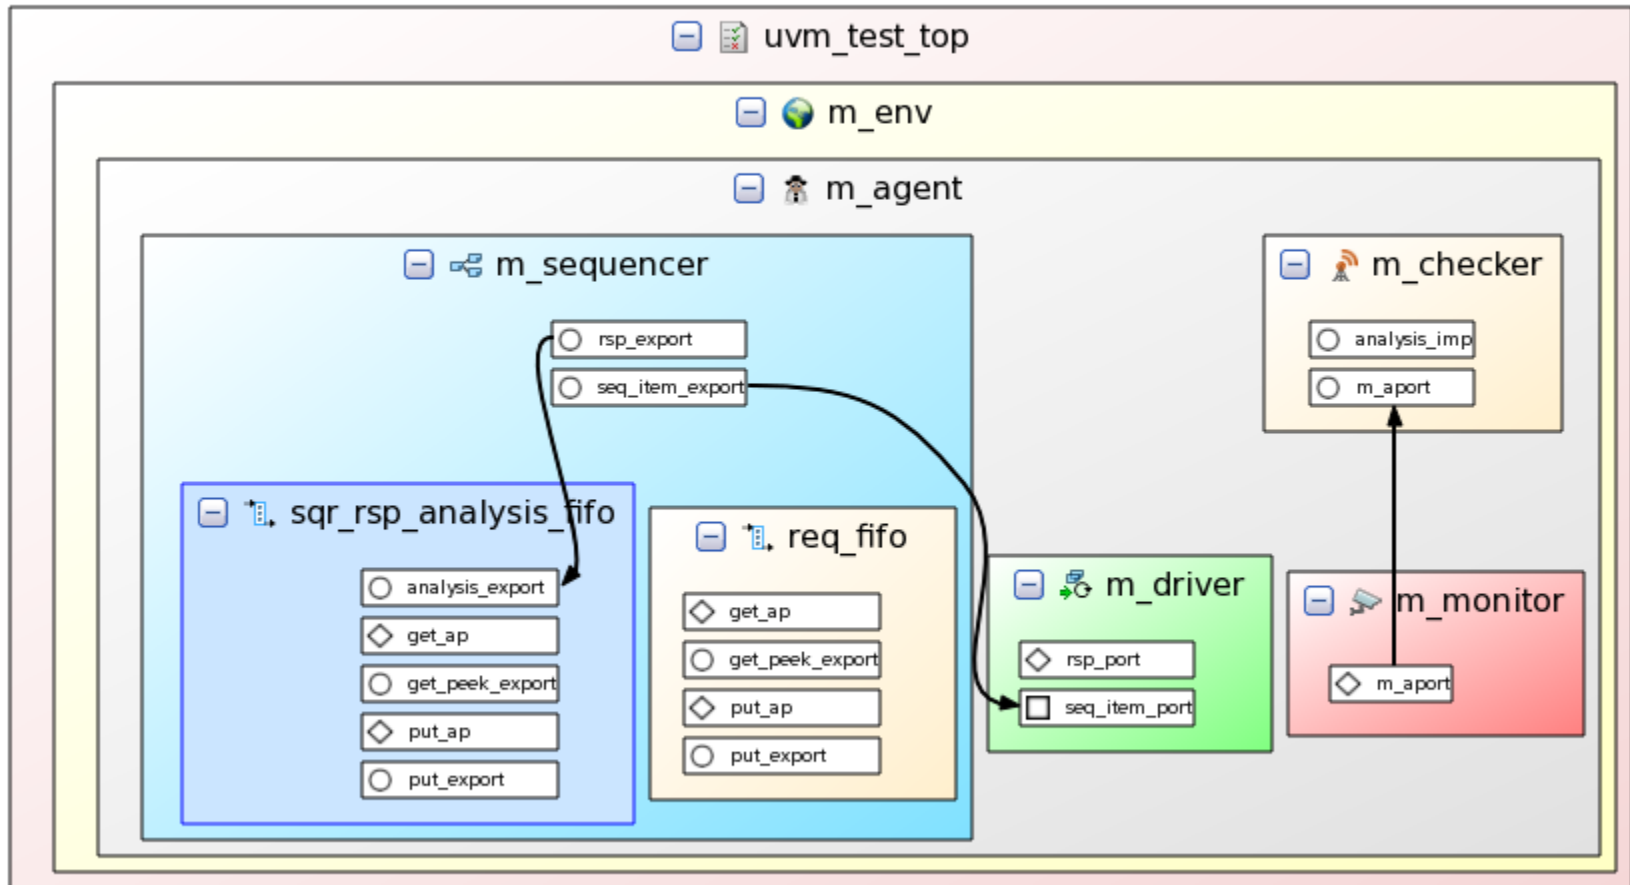 uvm_test_top
m_env
m_agent
m_sequencer
rsp_export
seq_item_export
sqr_rsp_analysis_fifo
analysis_export
get_ap
get_peek_export
put_ap
put_export
req_fifo
get_ap
get_peek_export
put_ap
put_export
m_driver
rsp_port
seq_item_port
m_checker
analysis_imp
m_aport
m_monitor
m_aport